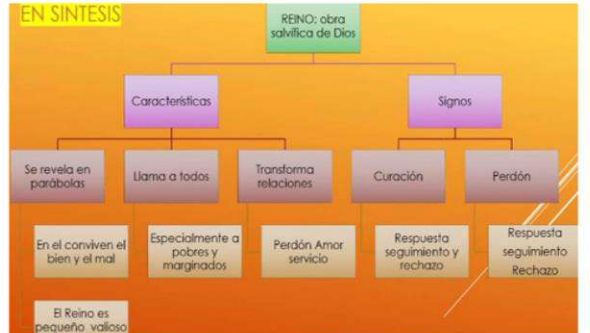 EN SINTESIS
REINO: obra
salvífica de Dios
Características
Signos
Se revela en
parábolas
Llama a todos
Transforma
relaciones
Curación
Perdón
En el conviven el
bien y el mal
Especialmente a
pobres y
marginados
Perdón Amor
servicio
Respuesta
seguimiento y
rechazo
Respuesta
seguimiento
Rechazo
El Reino es
pequeño valioso